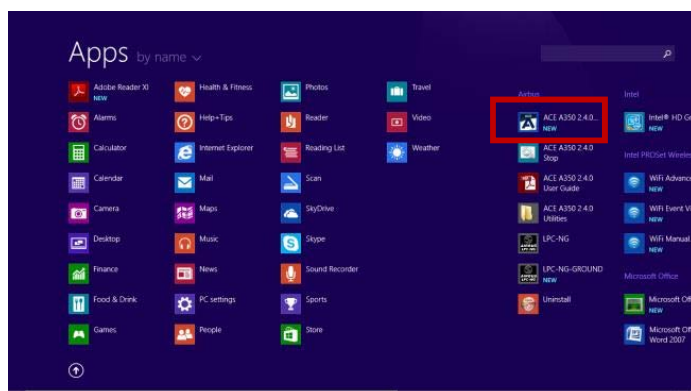 Apps by name
Adobe Reader XI
NEW
Alarms
Calculator
Calendar
Camera
Desktop
Finance
Food & Drink
Games
Health & Fitness
Help+Tips
Internet Explorer
Mail
Maps
Music
News
PC settings
People
Photos
Reader
Reading List
Scan
SkyDrive
Skype
Sound Recorder
Sports
Store
Travel
Video
Weather
Airbus
ACE A350 2.4.0...
NEW
ACE A350 2.4.0
Stop
ACE A350 2.4.0
User Guide
ACE A350 2.4.0
Utilities
LPC-NG
LPC-NG-GROUND
NEW
Uninstall
Intel
Intel® HD G
NEW
Intel PROSet Wireles
WiFi Advanc
NEW
WiFi Event Vi
NEW
WiFi Manual
NEW
Microsoft Office
Microsoft Off
NEW
Microsoft Off
Word 2007